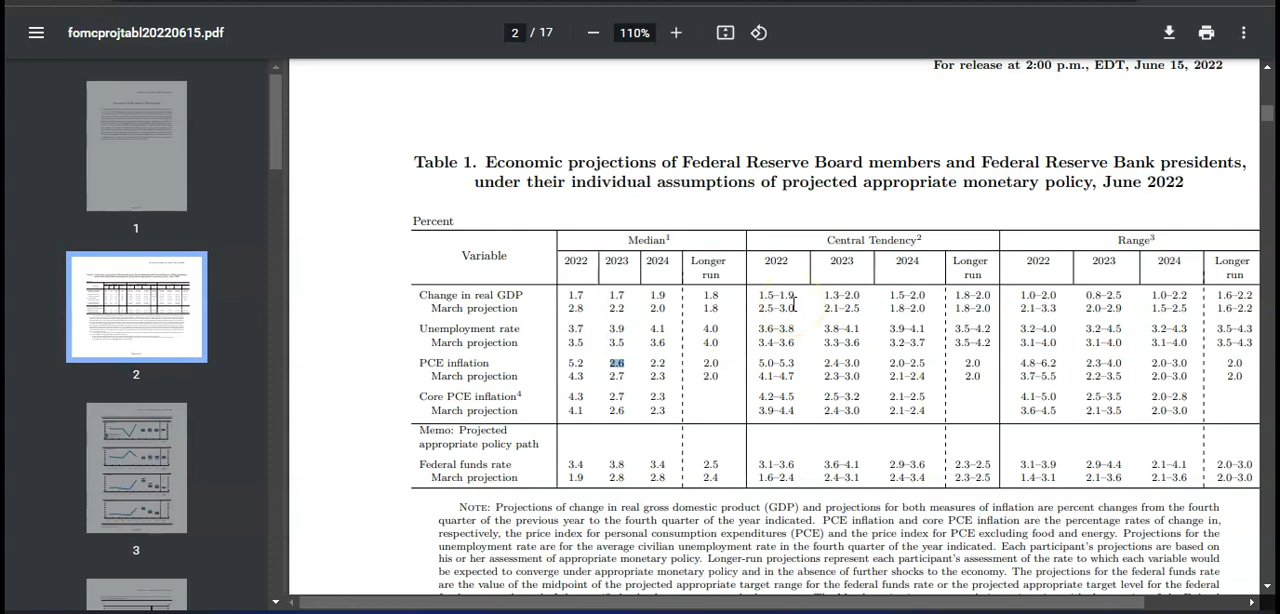 fomcprojtabl20220615.pdf
2 / 17
110%
1
2
3
For release at 2:00 p.m., EDT, June 15, 2022
Table 1. Economic projections of Federal Reserve Board members and Federal Reserve Bank presidents,
under their individual assumptions of projected appropriate monetary policy, June 2022
Percent
Variable Median1 Central Tendency2 Range3
2022 2023 2024 Longer run 2022 2023 2024 Longer run 2022 2023 2024 Longer run
Change in real GDP 1.7 1.7 1.9 1.8 1.5–1.9 1.3–2.0 1.5–2.0 1.8–2.0 1.0–2.0 0.8–2.5 1.0–2.2 1.6–2.2
March projection 2.8 2.2 2.0 1.8 2.5–3.0 2.1–2.5 1.8–2.0 1.8–2.0 2.1–3.3 2.0–2.9 1.5–2.5 1.6–2.2
Unemployment rate 3.7 3.9 4.1 4.0 3.6–3.8 3.8–4.1 3.9–4.1 3.5–4.2 3.2–4.0 3.2–4.5 3.2–4.3 3.5–4.3
March projection 3.5 3.5 3.6 4.0 3.4–3.6 3.3–3.6 3.2–3.7 3.5–4.2 3.1–4.0 3.1–4.0 3.1–4.0 3.5–4.3
PCE inflation 5.2 2.6 2.2 2.0 5.0–5.3 2.4–3.0 2.0–2.5 2.0 4.8–6.2 2.3–4.0 2.0–3.0 2.0
March projection 4.3 2.7 2.3 2.0 4.1–4.7 2.3–3.0 2.1–2.4 2.0 3.7–5.5 2.2–3.5 2.0–3.0 2.0
Core PCE inflation4 4.3 2.7 2.3 4.2–4.5 2.5–3.2 2.1–2.5 4.1–5.0 2.5–3.5 2.0–2.8
March projection 4.1 2.6 2.3 3.9–4.4 2.4–3.0 2.1–2.4 3.6–4.5 2.1–3.5 2.0–3.0
Memo: Projected
appropriate policy path
Federal funds rate 3.4 3.8 3.4 2.5 3.1–3.6 3.6–4.1 2.9–3.6 2.3–2.5 3.1–3.9 2.9–4.4 2.1–4.1 2.0–3.0
March projection 1.9 2.8 2.8 2.4 1.6–2.4 2.4–3.1 2.4–3.4 2.3–2.5 1.4–3.1 2.1–3.6 2.1–3.6 2.0–3.0
NOTE: Projections of change in real gross domestic product (GDP) and projections for both measures of inflation are percent changes from the fourth
quarter of the previous year to the fourth quarter of the year indicated. PCE inflation and core PCE inflation are the percentage rates of change in,
respectively, the price index for personal consumption expenditures (PCE) and the price index for PCE excluding food and energy. Projections for the
unemployment rate are for the average civilian unemployment rate in the fourth quarter of the year indicated. Each participant's projections are based on
his or her assessment of appropriate monetary policy. Longer-run projections represent each participant's assessment of the rate to which each variable would
be expected to converge under appropriate monetary policy and in the absence of further shocks to the economy. The projections for the federal funds rate
are the value of the midpoint of the projected appropriate target range for the federal funds rate or the projected appropriate target level for the federal